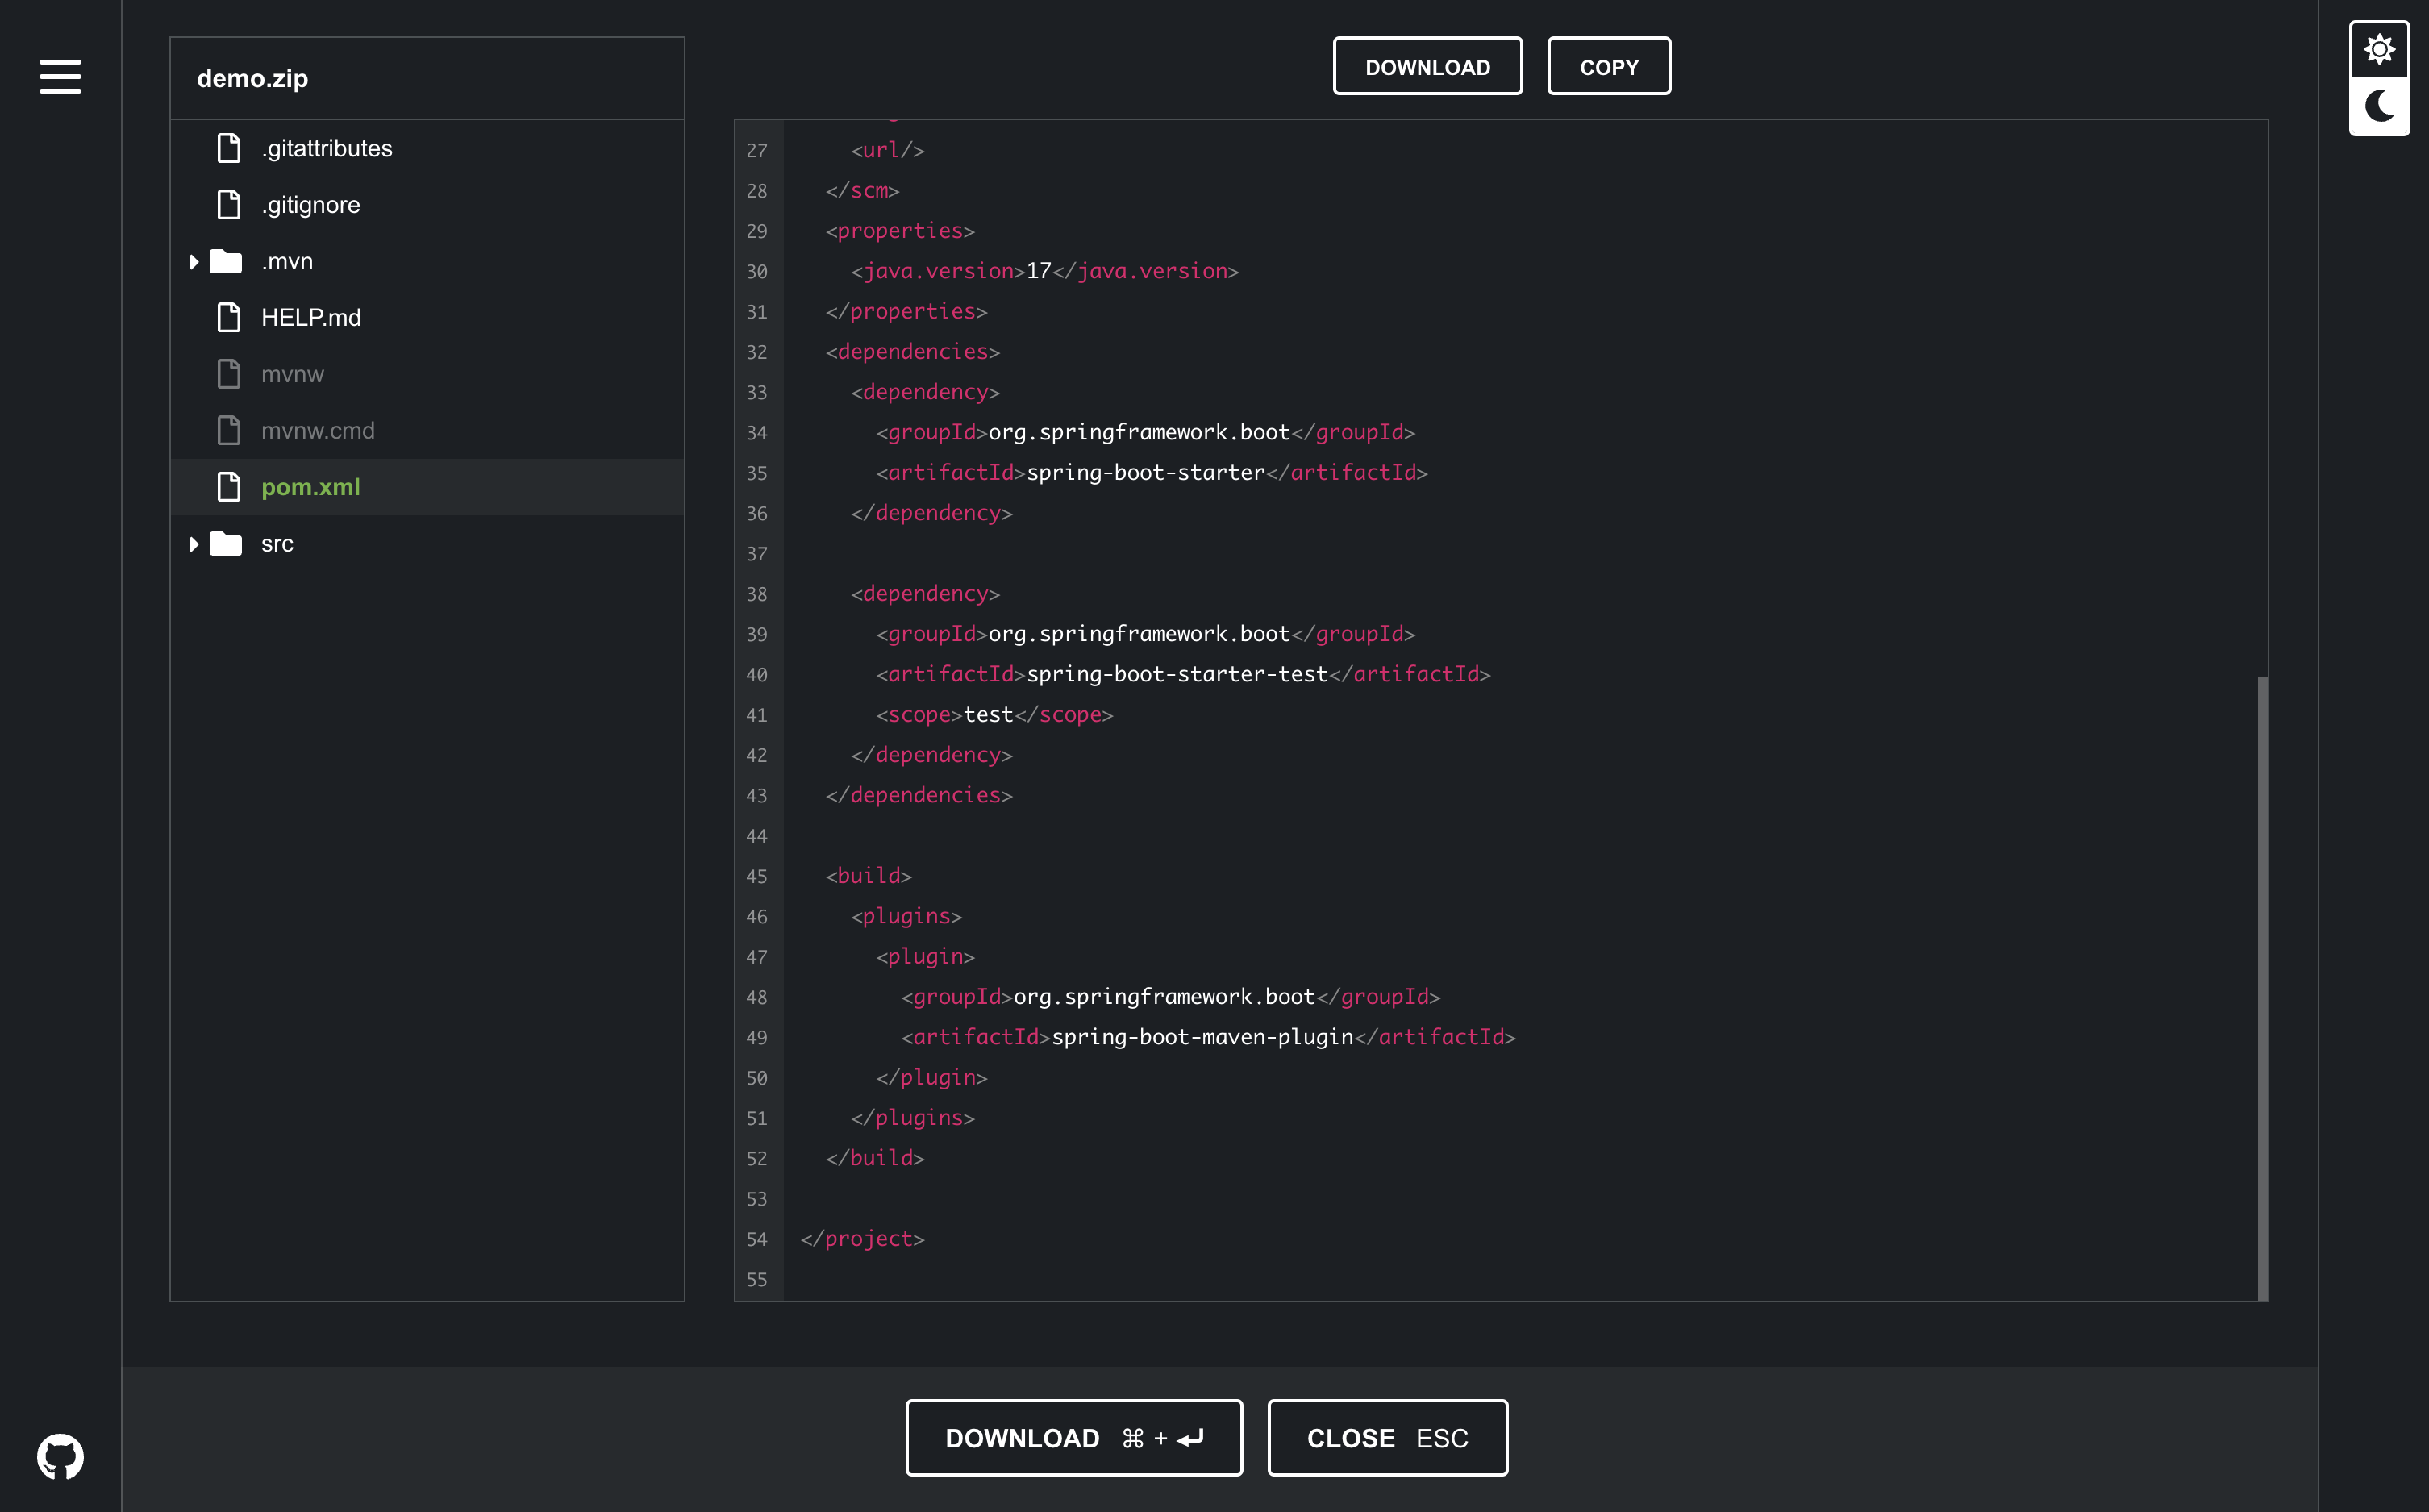 demo.zip
.gitattributes
.gitignore
.mvn
HELP.md
mvnw
mvnw.cmd
pom.xml
src
DOWNLOAD COPY
27 <url/>
28 </scm>
29 <properties>
30 <java.version>17</java.version>
31 </properties>
32 <dependencies>
33 <dependency>
34 <groupId>org.springframework.boot</groupId>
35 <artifactId>spring-boot-starter</artifactId>
36 </dependency>
37
38 <dependency>
39 <groupId>org.springframework.boot</groupId>
40 <artifactId>spring-boot-starter-test</artifactId>
41 <scope>test</scope>
42 </dependency>
43 </dependencies>
44
45 <build>
46 <plugins>
47 <plugin>
48 <groupId>org.springframework.boot</groupId>
49 <artifactId>spring-boot-maven-plugin</artifactId>
50 </plugin>
51 </plugins>
52 </build>
53
54 </project>
55
DOWNLOAD ⌘ + ↵ CLOSE ESC